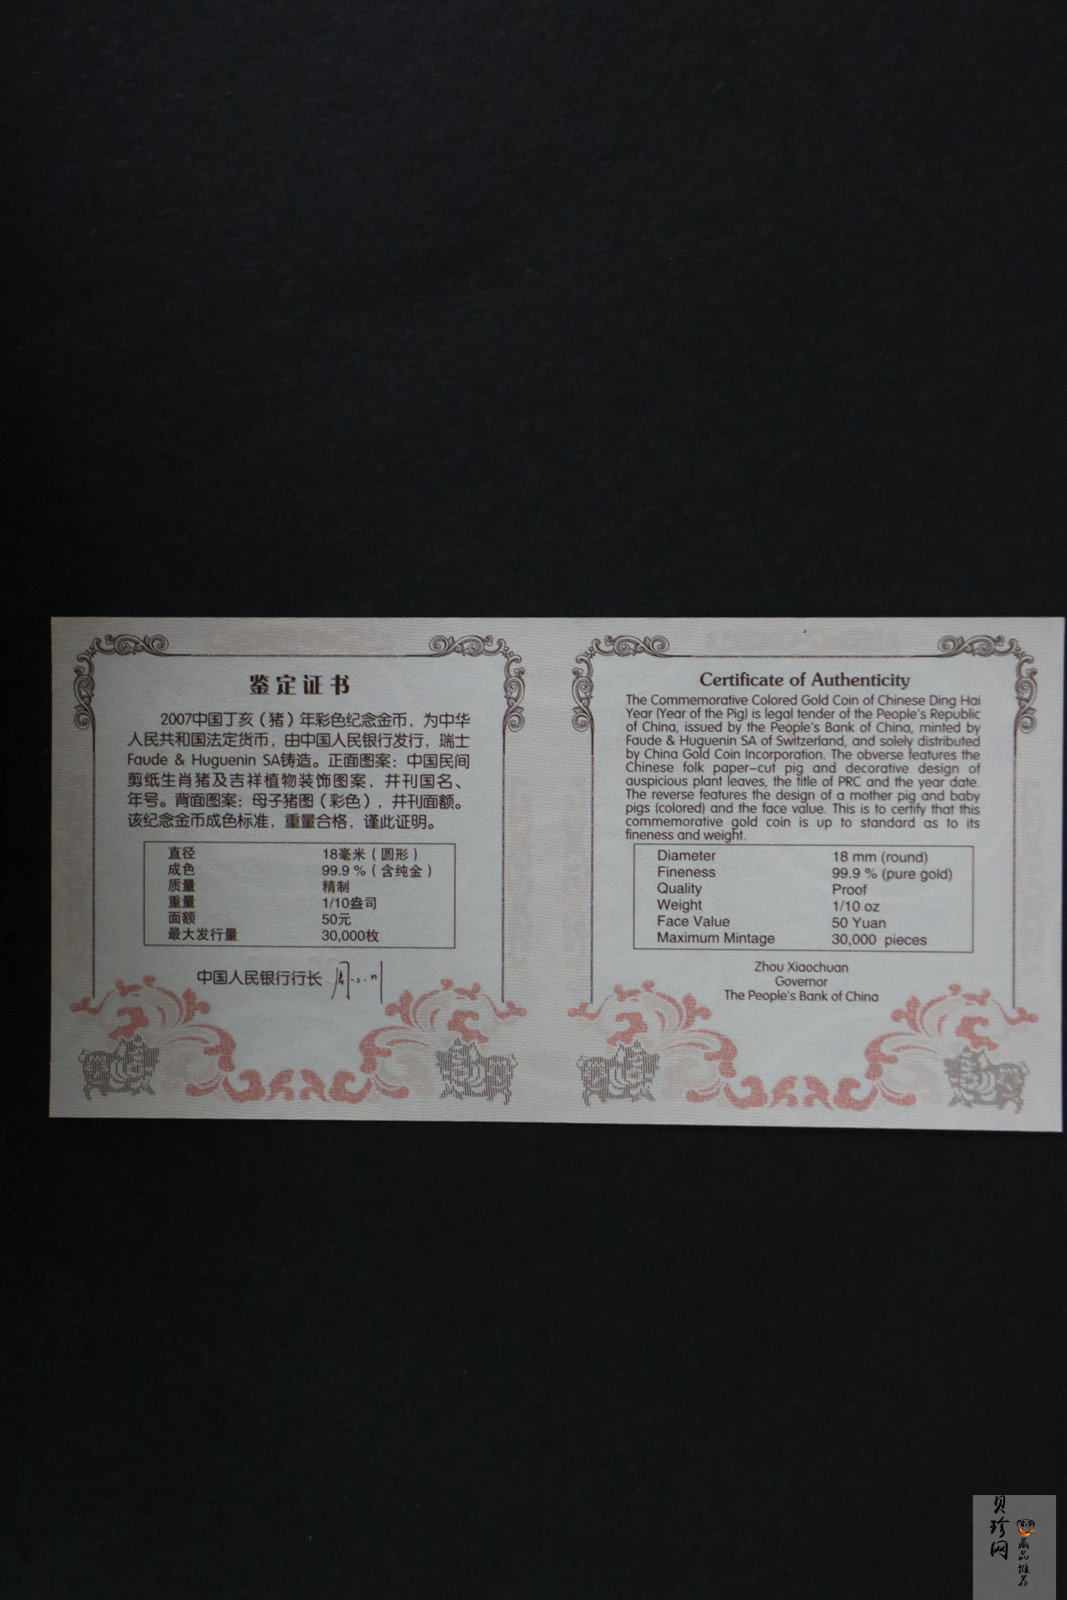 鉴定证书
2007中国丁亥（猪）年彩色纪念金币，为中华
人民共和国法定货币，由中国人民银行发行，瑞士
Faude & Huguenin SA铸造。正面图案：中国民间
剪纸生肖猪及吉祥植物装饰图案，并刊国名、
年号。背面图案：母子猪图（彩色），并刊面额。
该纪念金币成色标准，重量合格，谨此证明。
直径 18毫米（圆形）
成色 99.9％（含纯金）
质量 精制
重量 1/10盎司
面额 50元
最大发行量 30,000枚
中国人民银行行长
Certificate of Authenticity
The Commemorative Colored Gold Coin of Chinese Ding Hai
Year (Year of the Pig) is legal tender of the People's Republic
of China, issued by the People's Bank of China, minted by
Faude & Huguenin SA of Switzerland, and solely distributed
by China Gold Coin Incorporation. The obverse features the
Chinese folk paper-cut pig and decorative design of
auspicious plant leaves, the title of PRC and the year date.
The reverse features the design of a mother pig and baby
pigs (colored) and the face value. This is to certify that this
commemorative gold coin is up to standard as to its
fineness and weight.
Diameter 18 mm (round)
Fineness 99.9 % (pure gold)
Quality Proof
Weight 1/10 oz
Face Value 50 Yuan
Maximum Mintage 30,000 pieces
Zhou Xiaochuan
Governor
The People's Bank of China
贝珍网
藏品推荐